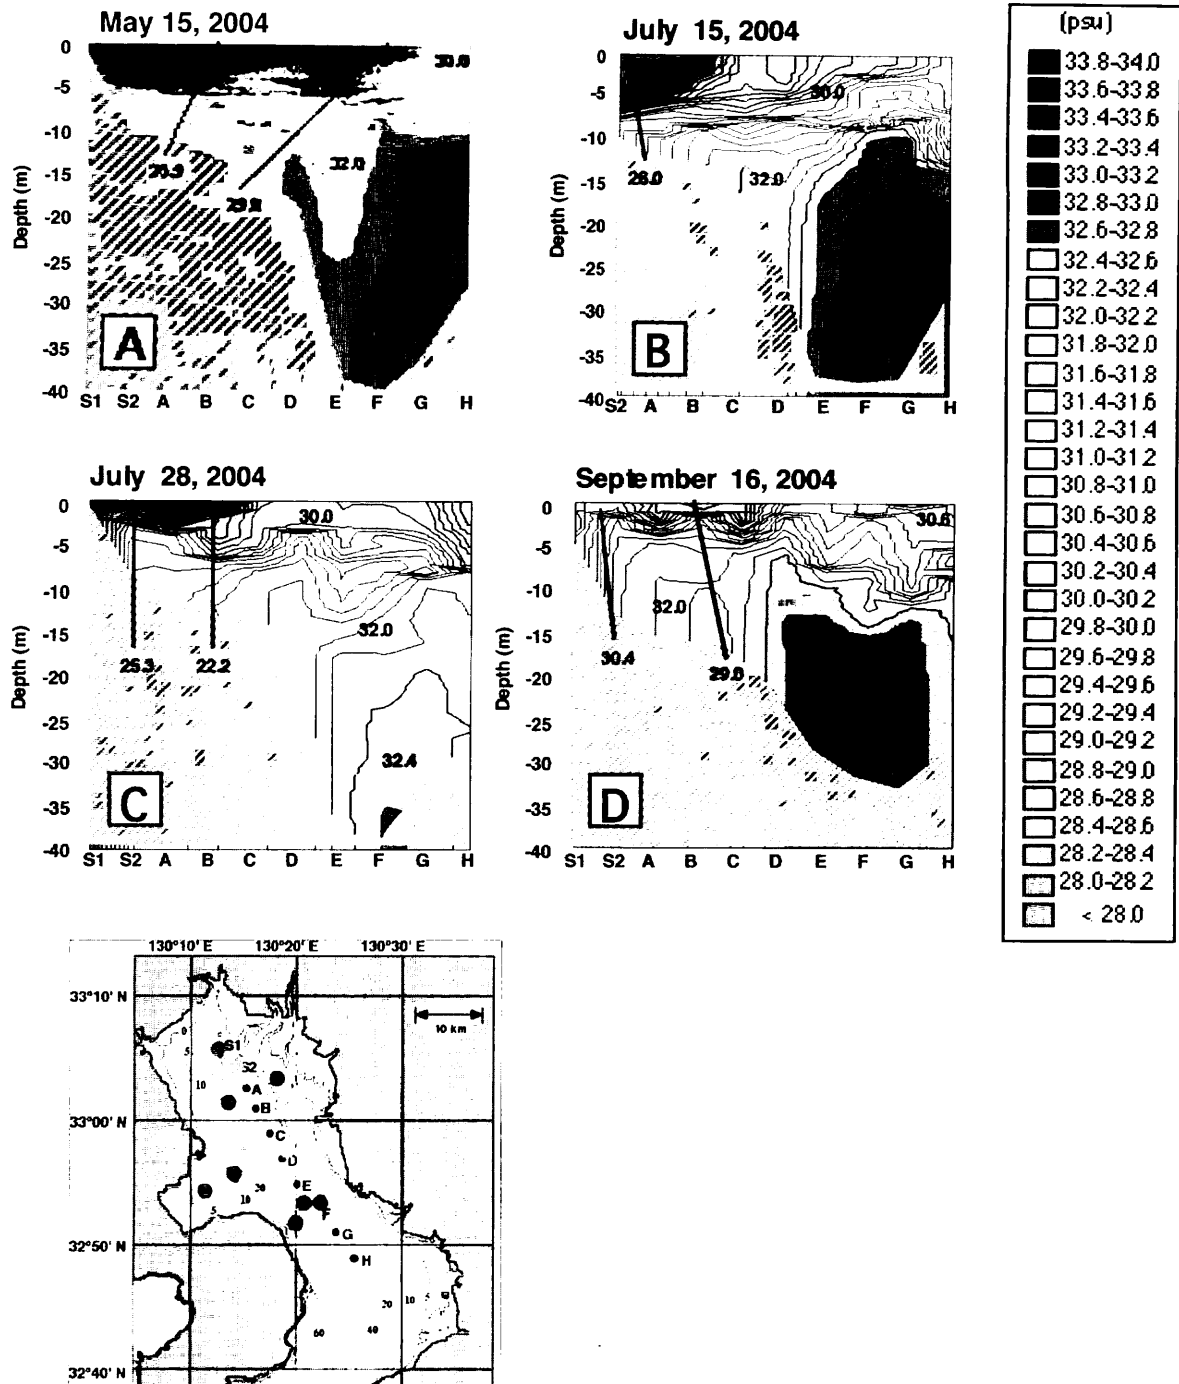 May 15, 2004
0
-5
-10
-15
-20
-25
-30
-35
-40
Depth (m)
30.0
32.0
A
S1 S2 A B C D E F G H
July 15, 2004
0
-5
-10
-15
-20
-25
-30
-35
-40
Depth (m)
30.0
26.0
32.0
B
S2 A B C D E F G H
July 28, 2004
0
-5
-10
-15
-20
-25
-30
-35
-40
Depth (m)
30.0
32.0
22.2
32.4
C
S1 S2 A B C D E F G H
September 16, 2004
0
-5
-10
-15
-20
-25
-30
-35
-40
Depth (m)
30.6
32.0
30.4
D
S1 S2 A B C D E F G H
(psu)
33.8-34.0
33.6-33.8
33.4-33.6
33.2-33.4
33.0-33.2
32.8-33.0
32.6-32.8
32.4-32.6
32.2-32.4
32.0-32.2
31.8-32.0
31.6-31.8
31.4-31.6
31.2-31.4
31.0-31.2
30.8-31.0
30.6-30.8
30.4-30.6
30.2-30.4
30.0-30.2
29.8-30.0
29.6-29.8
29.4-29.6
29.2-29.4
29.0-29.2
28.8-29.0
28.6-28.8
28.4-28.6
28.2-28.4
28.0-28.2
< 28.0
130°10' E 130°20' E 130°30' E
33°10' N
33°00' N
32°50' N
32°40' N
10 km
0
5
10
S1
S2
A
B
C
D
E
F
G
H
20
10
5
20 10 5
60 40